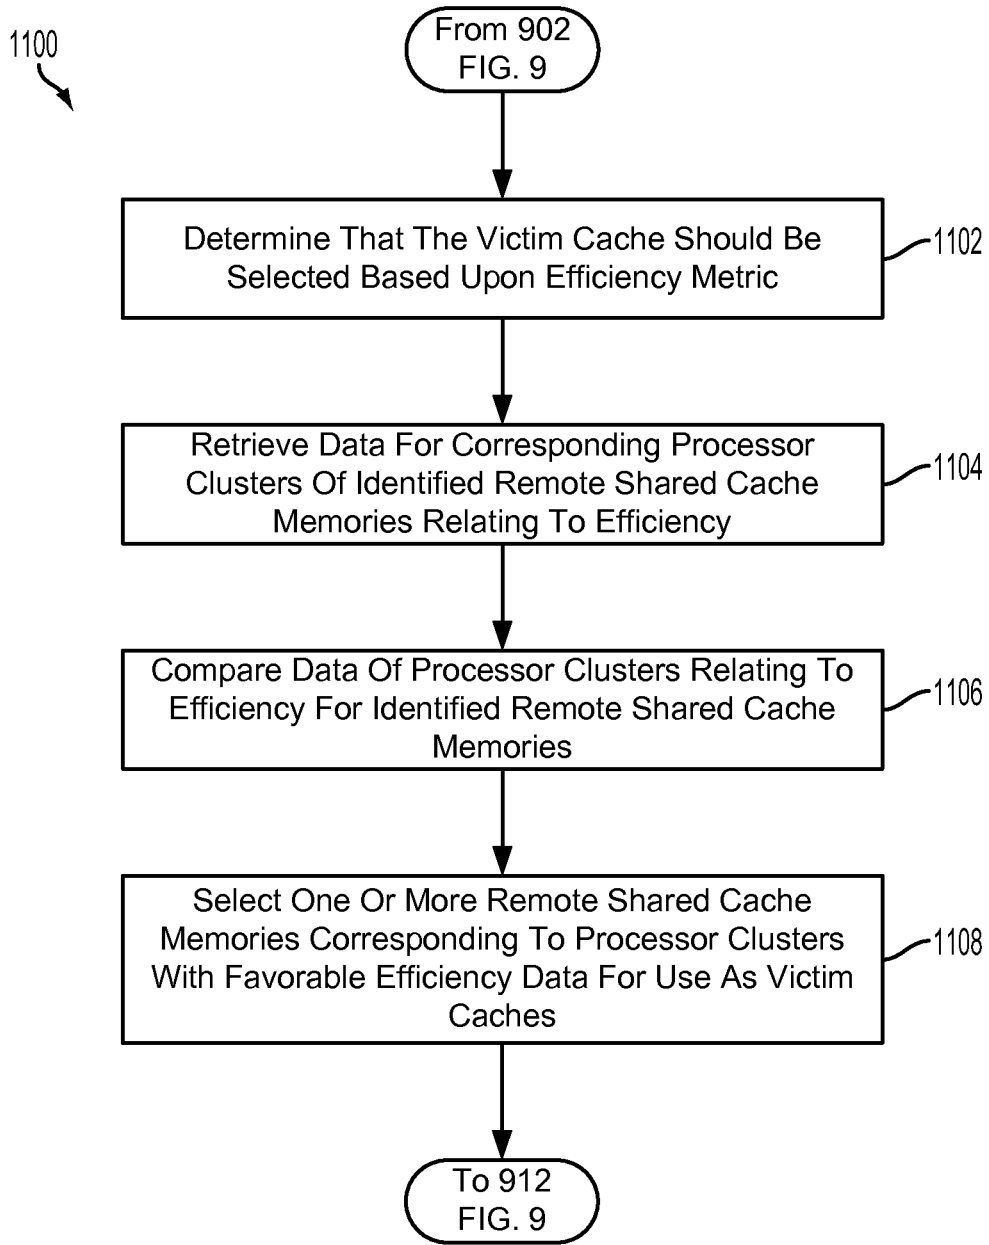 1100
From 902
FIG. 9
Determine That The Victim Cache Should Be
Selected Based Upon Efficiency Metric
1102
Retrieve Data For Corresponding Processor
Clusters Of Identified Remote Shared Cache
Memories Relating To Efficiency
1104
Compare Data Of Processor Clusters Relating To
Efficiency For Identified Remote Shared Cache
Memories
1106
Select One Or More Remote Shared Cache
Memories Corresponding To Processor Clusters
With Favorable Efficiency Data For Use As Victim
Caches
1108
To 912
FIG. 9